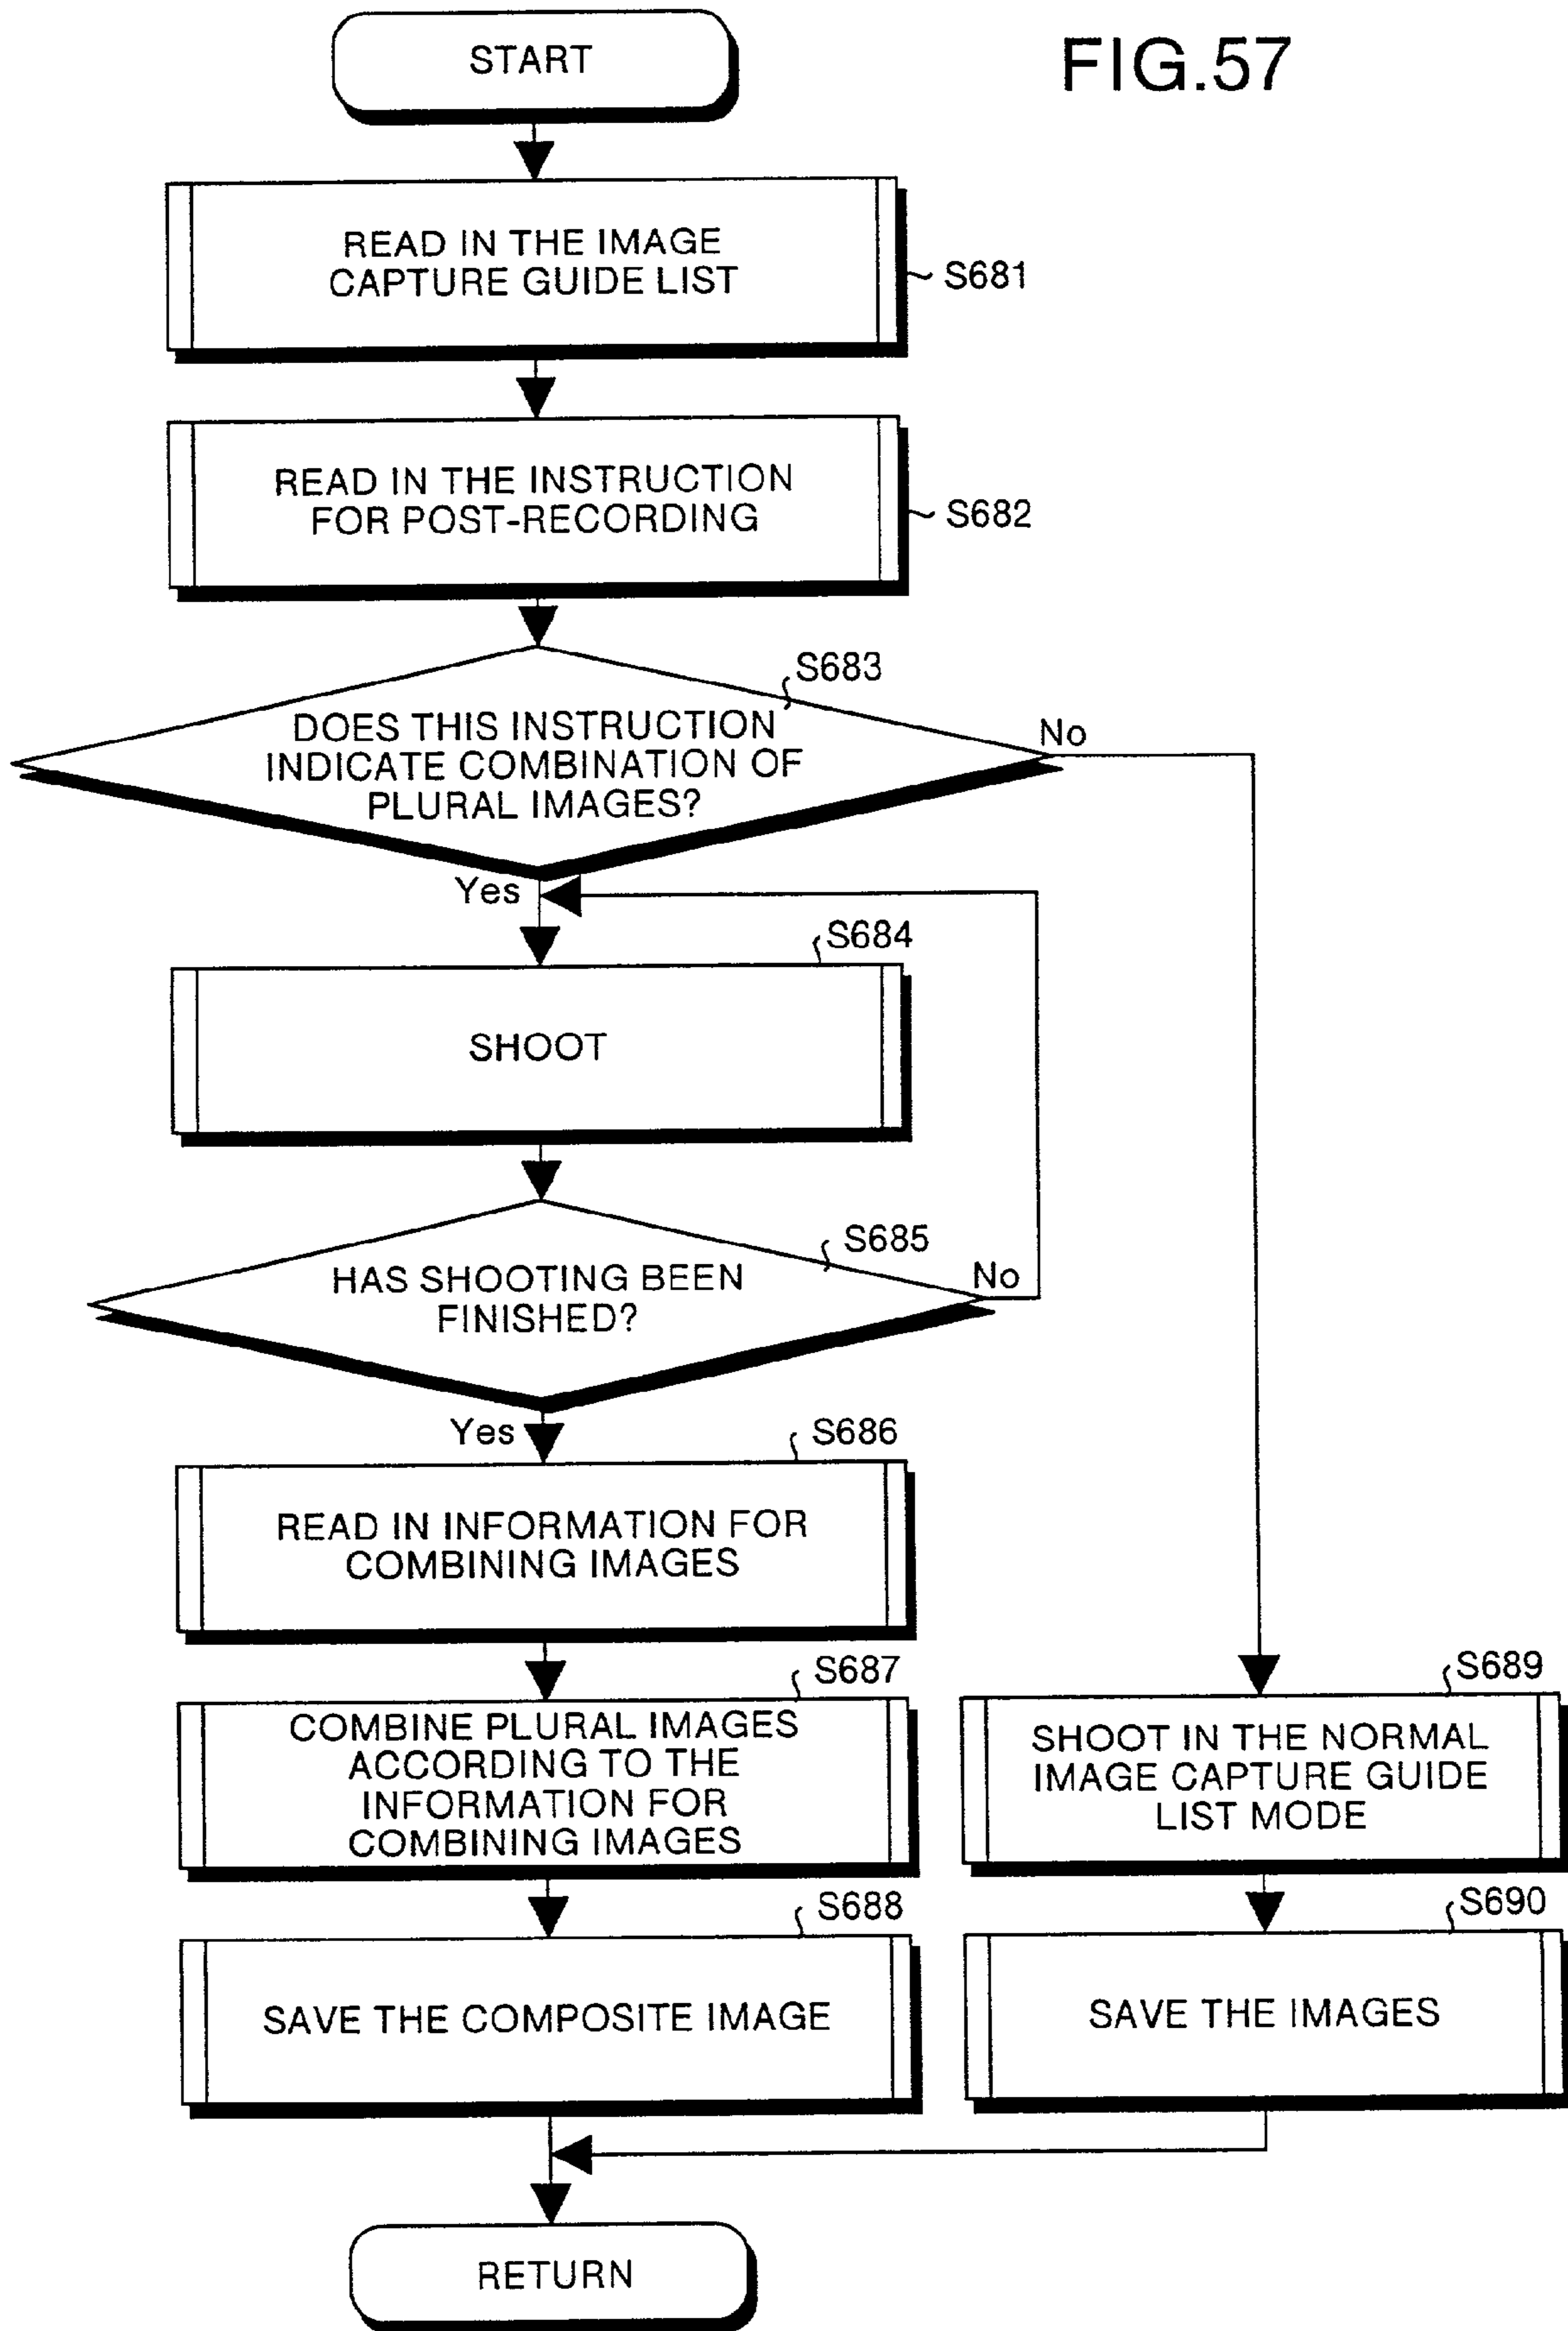 FIG.57
START
READ IN THE IMAGE
CAPTURE GUIDE LIST
S681
READ IN THE INSTRUCTION
FOR POST-RECORDING
S682
S683
DOES THIS INSTRUCTION
INDICATE COMBINATION OF
PLURAL IMAGES?
No
Yes
S684
SHOOT
S685
HAS SHOOTING BEEN
FINISHED?
No
Yes
S686
READ IN INFORMATION FOR
COMBINING IMAGES
S687
COMBINE PLURAL IMAGES
ACCORDING TO THE
INFORMATION FOR
COMBINING IMAGES
S689
SHOOT IN THE NORMAL
IMAGE CAPTURE GUIDE
LIST MODE
S688
SAVE THE COMPOSITE IMAGE
S690
SAVE THE IMAGES
RETURN